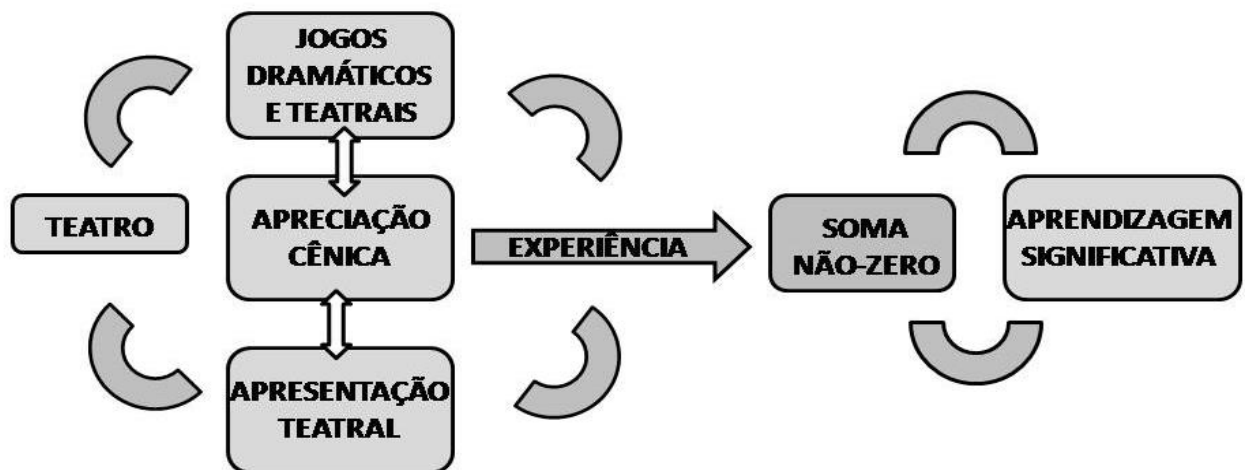 JOGOS
DRAMÁTICOS
E TEATRAIS
TEATRO
APRECIAÇÃO
CÊNICA
EXPERIÊNCIA
SOMA
NÃO-ZERO
APRENDIZAGEM
SIGNIFICATIVA
APRESENTAÇÃO
TEATRAL